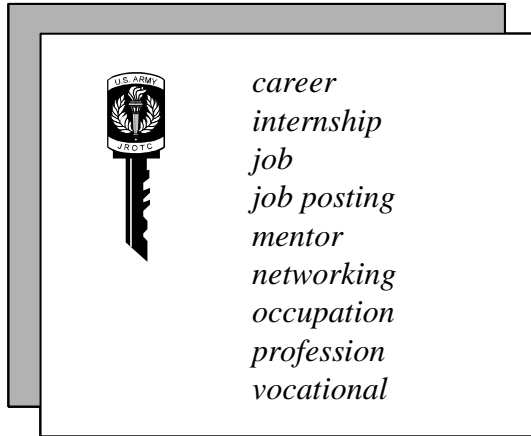 U.S. ARMY
JROTC
career
internship
job
job posting
mentor
networking
occupation
profession
vocational